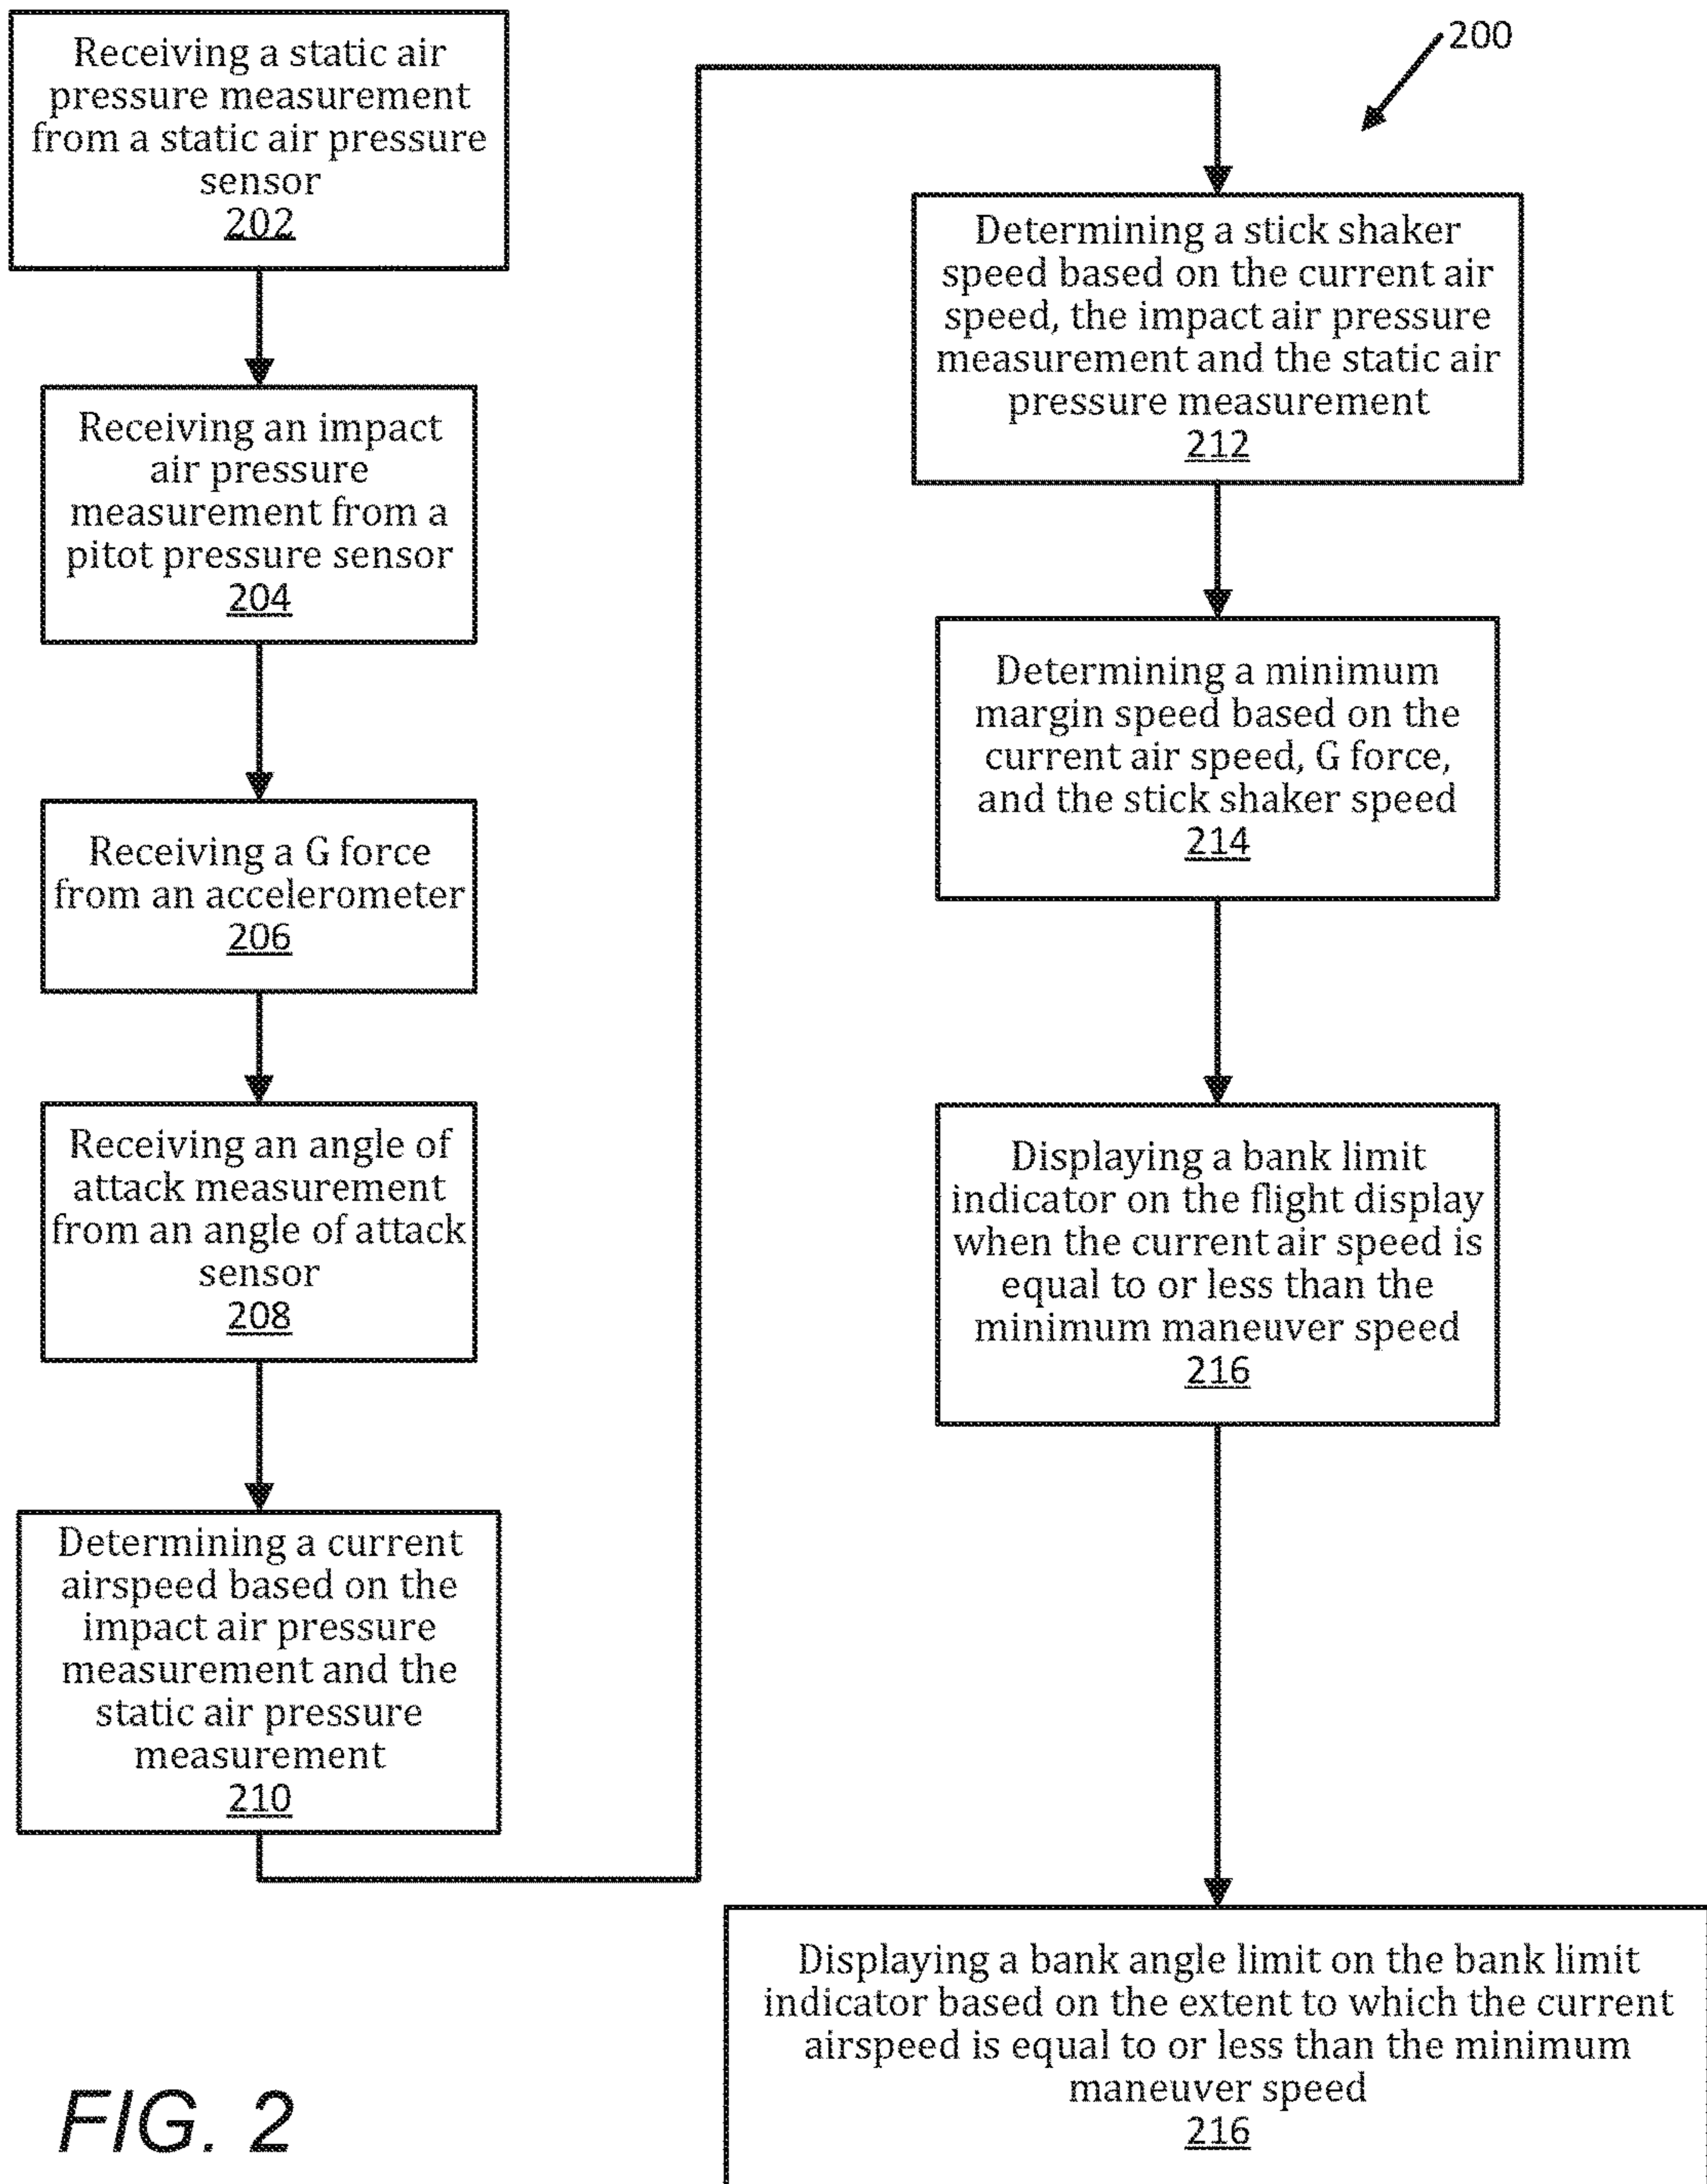 Receiving a static air
pressure measurement
from a static air pressure
sensor
202
Receiving an impact
air pressure
measurement from a
pitot pressure sensor
204
Receiving a G force
from an accelerometer
206
Receiving an angle of
attack measurement
from an angle of attack
sensor
208
Determining a current
airspeed based on the
impact air pressure
measurement and the
static air pressure
measurement
210
200
Determining a stick shaker
speed based on the current air
speed, the impact air pressure
measurement and the static air
pressure measurement
212
Determining a minimum
margin speed based on the
current air speed, G force,
and the stick shaker speed
214
Displaying a bank limit
indicator on the flight display
when the current air speed is
equal to or less than the
minimum maneuver speed
216
Displaying a bank angle limit on the bank limit
indicator based on the extent to which the current
airspeed is equal to or less than the minimum
maneuver speed
216
FIG. 2